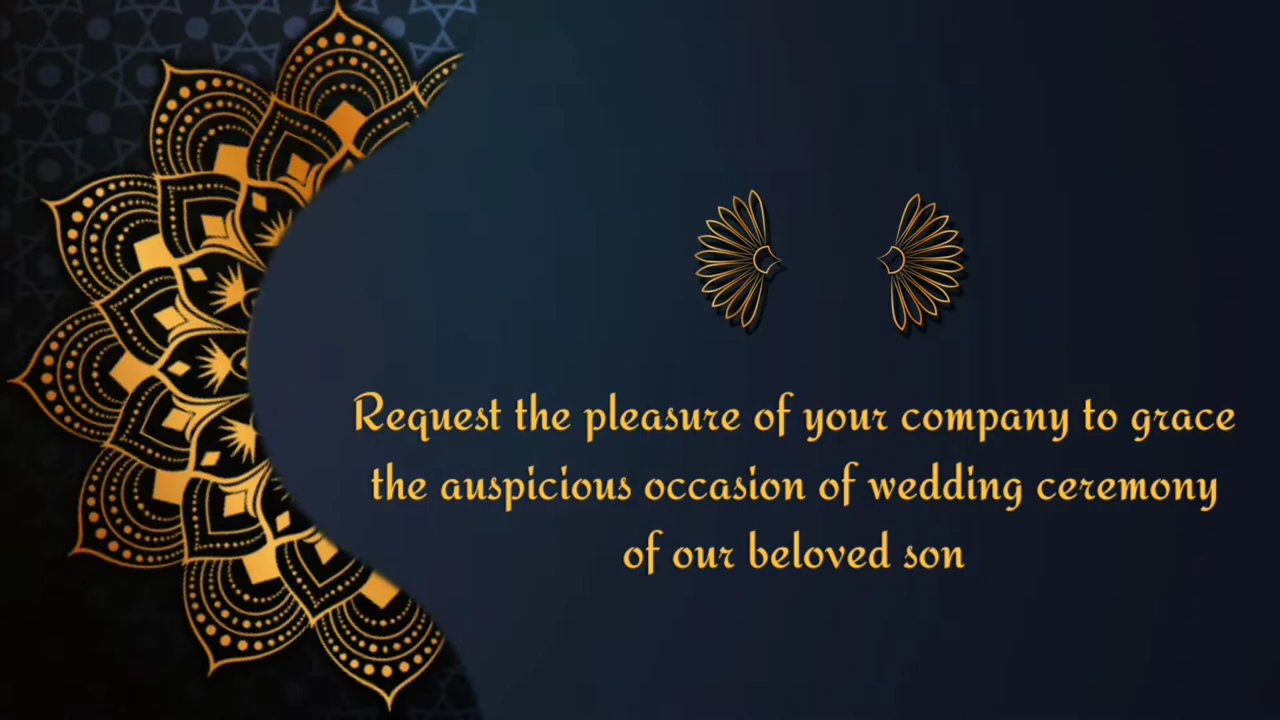 Request the pleasure of your company to grace
the auspicious occasion of wedding ceremony
of our beloved son